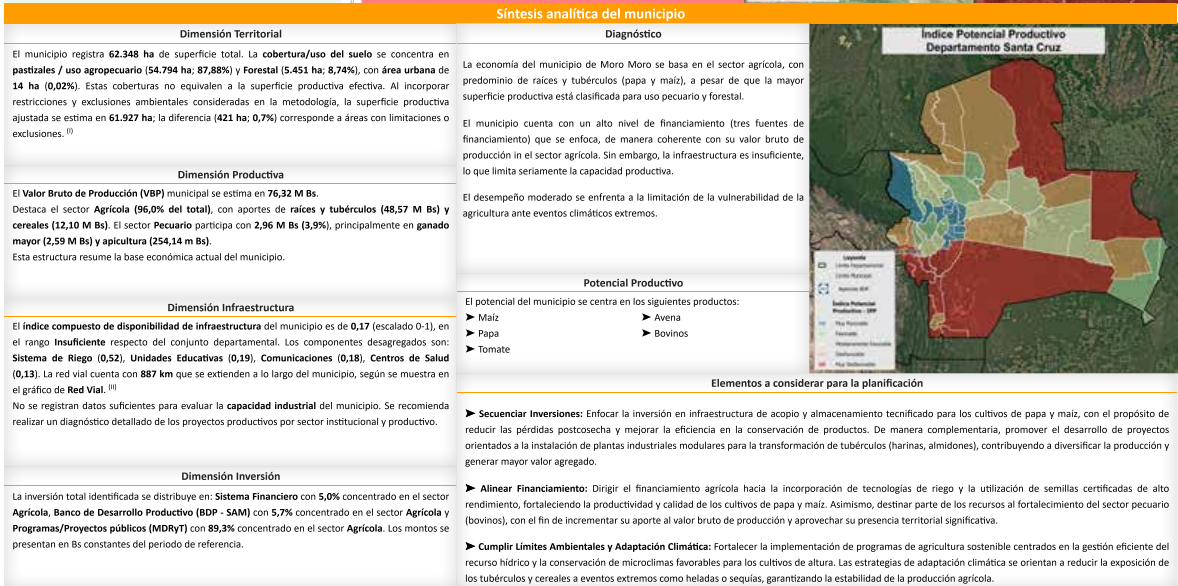 Síntesis analítica del municipio
Dimensión Territorial
El municipio registra 62.348 ha de superficie total. La cobertura/uso del suelo se concentra en
pastizales / uso agropecuario (54.794 ha; 87,88%) y Forestal (5.451 ha; 8,74%), con área urbana de
14 ha (0,02%). Estas coberturas no equivalen a la superficie productiva efectiva. Al incorporar
restricciones y exclusiones ambientales consideradas en la metodología, la superficie productiva
ajustada se estima en 61.927 ha; la diferencia (421 ha; 0,7%) corresponde a áreas con limitaciones o
exclusiones. (I)
Dimensión Productiva
El Valor Bruto de Producción (VBP) municipal se estima en 76,32 M Bs.
Destaca el sector Agrícola (96,0% del total), con aportes de raíces y tubérculos (48,57 M Bs) y
cereales (12,10 M Bs). El sector Pecuario participa con 2,96 M Bs (3,9%), principalmente en ganado
mayor (2,59 M Bs) y apicultura (254,14 m Bs).
Esta estructura resume la base económica actual del municipio.
Dimensión Infraestructura
El índice compuesto de disponibilidad de infraestructura del municipio es de 0,17 (escalado 0-1), en
el rango Insuficiente respecto del conjunto departamental. Los componentes desagregados son:
Sistema de Riego (0,52), Unidades Educativas (0,19), Comunicaciones (0,18), Centros de Salud
(0,13). La red vial cuenta con 887 km que se extienden a lo largo del municipio, según se muestra en
el gráfico de Red Vial. (II)
No se registran datos suficientes para evaluar la capacidad industrial del municipio. Se recomienda
realizar un diagnóstico detallado de los proyectos productivos por sector institucional y productivo.
Dimensión Inversión
La inversión total identificada se distribuye en: Sistema Financiero con 5,0% concentrado en el sector
Agrícola, Banco de Desarrollo Productivo (BDP - SAM) con 5,7% concentrado en el sector Agrícola y
Programas/Proyectos públicos (MDRyT) con 89,3% concentrado en el sector Agrícola. Los montos se
presentan en Bs constantes del periodo de referencia.
Diagnóstico
La economía del municipio de Moro Moro se basa en el sector agrícola, con
predominio de raíces y tubérculos (papa y maíz), a pesar de que la mayor
superficie productiva está clasificada para uso pecuario y forestal.
El municipio cuenta con un alto nivel de financiamiento (tres fuentes de
financiamiento) que se enfoca, de manera coherente con su valor bruto de
producción in el sector agrícola. Sin embargo, la infraestructura es insuficiente,
lo que limita seriamente la capacidad productiva.
El desempeño moderado se enfrenta a la limitación de la vulnerabilidad de la
agricultura ante eventos climáticos extremos.
Potencial Productivo
El potencial del municipio se centra en los siguientes productos:
➤ Maíz
➤ Papa
➤ Tomate
➤ Avena
➤ Bovinos
Índice Potencial Productivo
Departamento Santa Cruz
Leyenda
Límite Departamental
Límite Municipal
Agencias BDP
Índice Potencial
Productivo - IPP
Muy Favorable
Favorable
Medianamente Favorable
Desfavorable
Muy Desfavorable
Elementos a considerar para la planificación
➤ Secuenciar Inversiones: Enfocar la inversión en infraestructura de acopio y almacenamiento tecnificado para los cultivos de papa y maíz, con el propósito de
reducir las pérdidas postcosecha y mejorar la eficiencia en la conservación de productos. De manera complementaria, promover el desarrollo de proyectos
orientados a la instalación de plantas industriales modulares para la transformación de tubérculos (harinas, almidones), contribuyendo a diversificar la producción y
generar mayor valor agregado.
➤ Alinear Financiamiento: Dirigir el financiamiento agrícola hacia la incorporación de tecnologías de riego y la utilización de semillas certificadas de alto
rendimiento, fortaleciendo la productividad y calidad de los cultivos de papa y maíz. Asimismo, destinar parte de los recursos al fortalecimiento del sector pecuario
(bovinos), con el fin de incrementar su aporte al valor bruto de producción y aprovechar su presencia territorial significativa.
➤ Cumplir Límites Ambientales y Adaptación Climática: Fortalecer la implementación de programas de agricultura sostenible centrados en la gestión eficiente del
recurso hídrico y la conservación de microclimas favorables para los cultivos de altura. Las estrategias de adaptación climática se orientan a reducir la exposición de
los tubérculos y cereales a eventos extremos como heladas o sequías, garantizando la estabilidad de la producción agrícola.